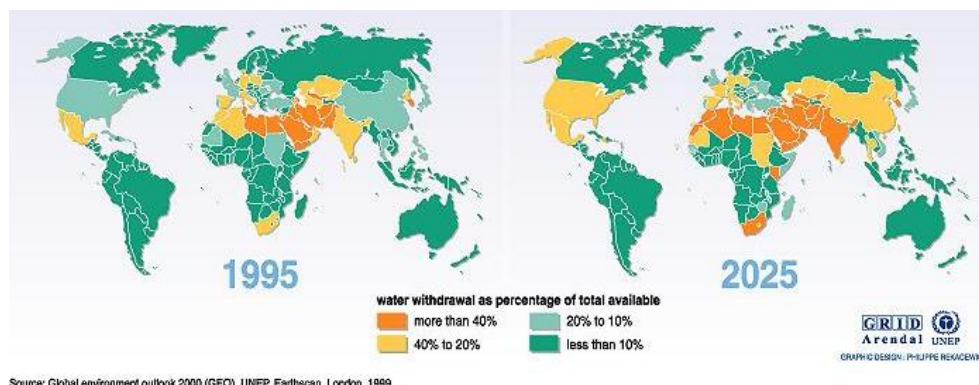 1995
2025
water withdrawal as percentage of total available
more than 40%
20% to 10%
40% to 20%
less than 10%
GRID
Arendal
UNEP
GRAPHIC DESIGN : PHILIPPE REKACEWI
Source: Global environment outlook 2000 (GEO), UNEP, Earthscan, London, 1999.